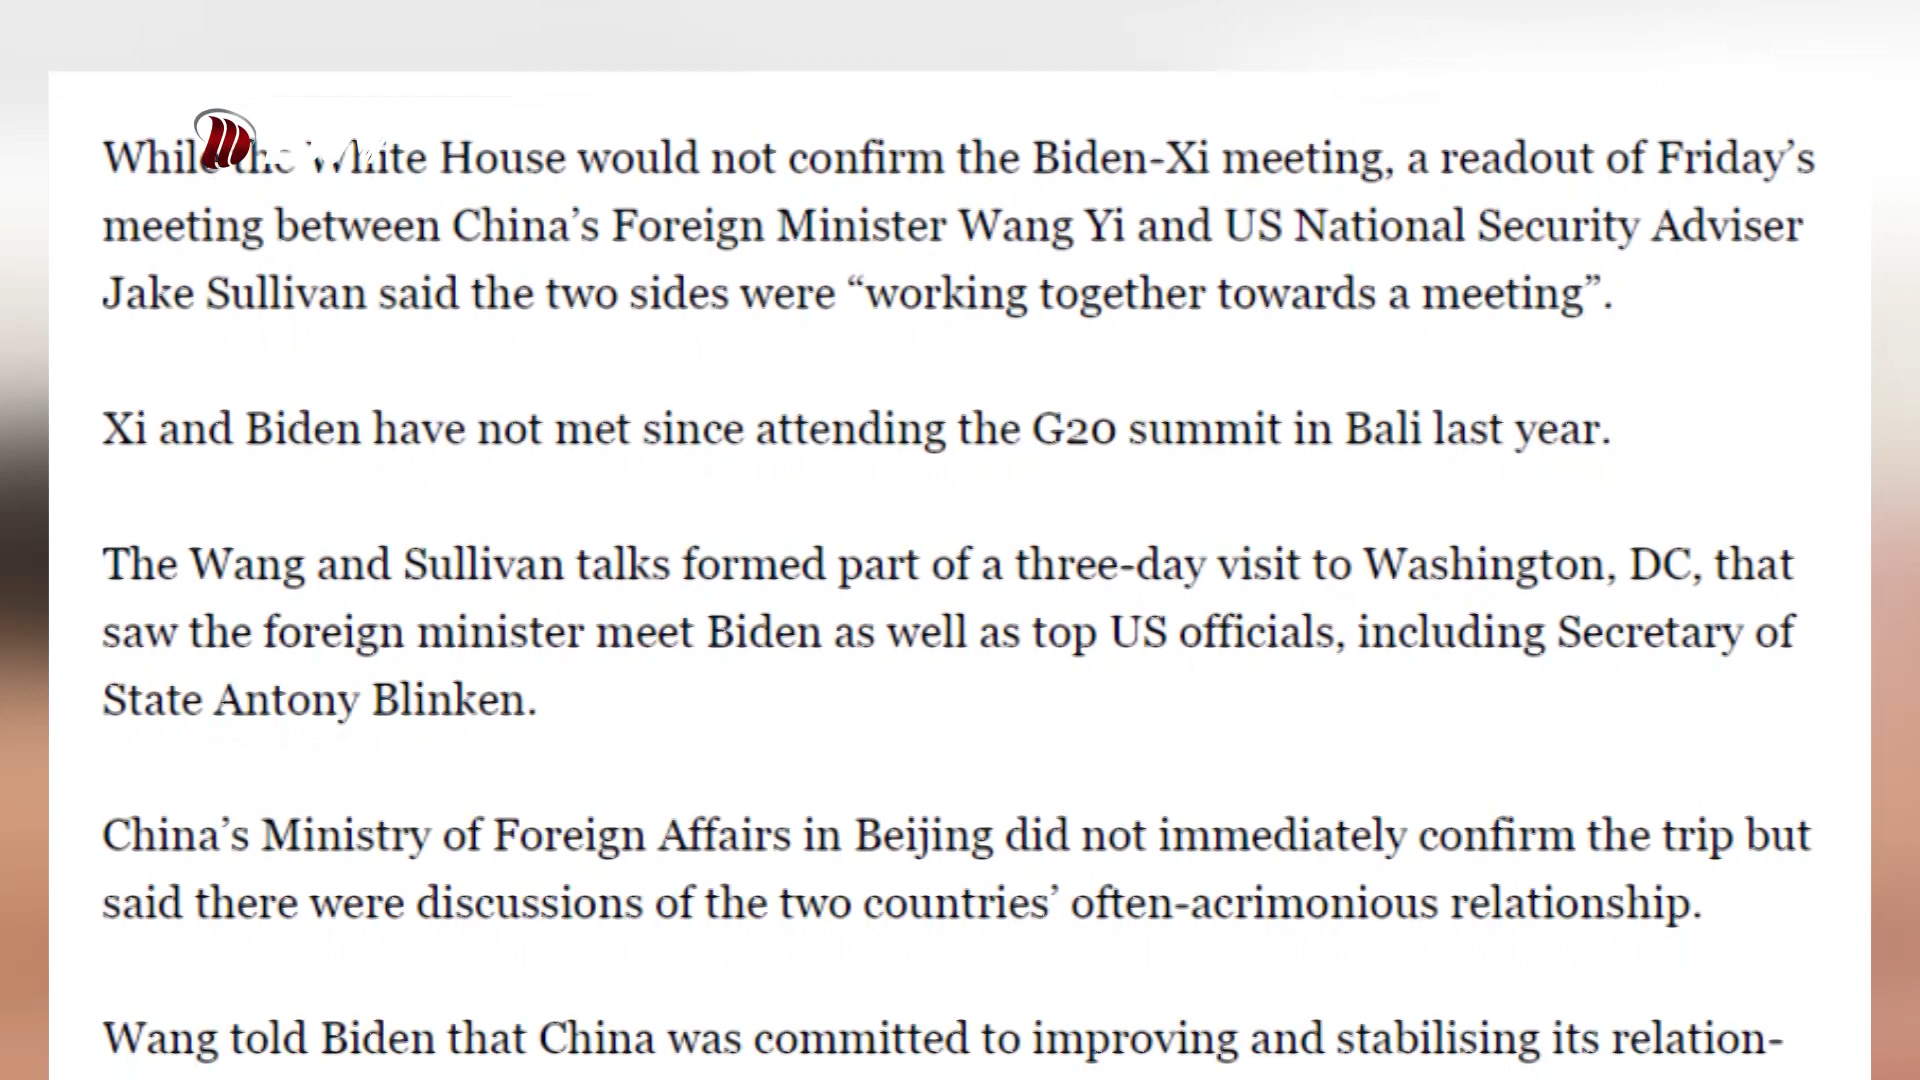 While the White House would not confirm the Biden-Xi meeting, a readout of Friday’s
meeting between China’s Foreign Minister Wang Yi and US National Security Adviser
Jake Sullivan said the two sides were “working together towards a meeting”.
Xi and Biden have not met since attending the G20 summit in Bali last year.
The Wang and Sullivan talks formed part of a three-day visit to Washington, DC, that
saw the foreign minister meet Biden as well as top US officials, including Secretary of
State Antony Blinken.
China’s Ministry of Foreign Affairs in Beijing did not immediately confirm the trip but
said there were discussions of the two countries’ often-acrimonious relationship.
Wang told Biden that China was committed to improving and stabilising its relation-